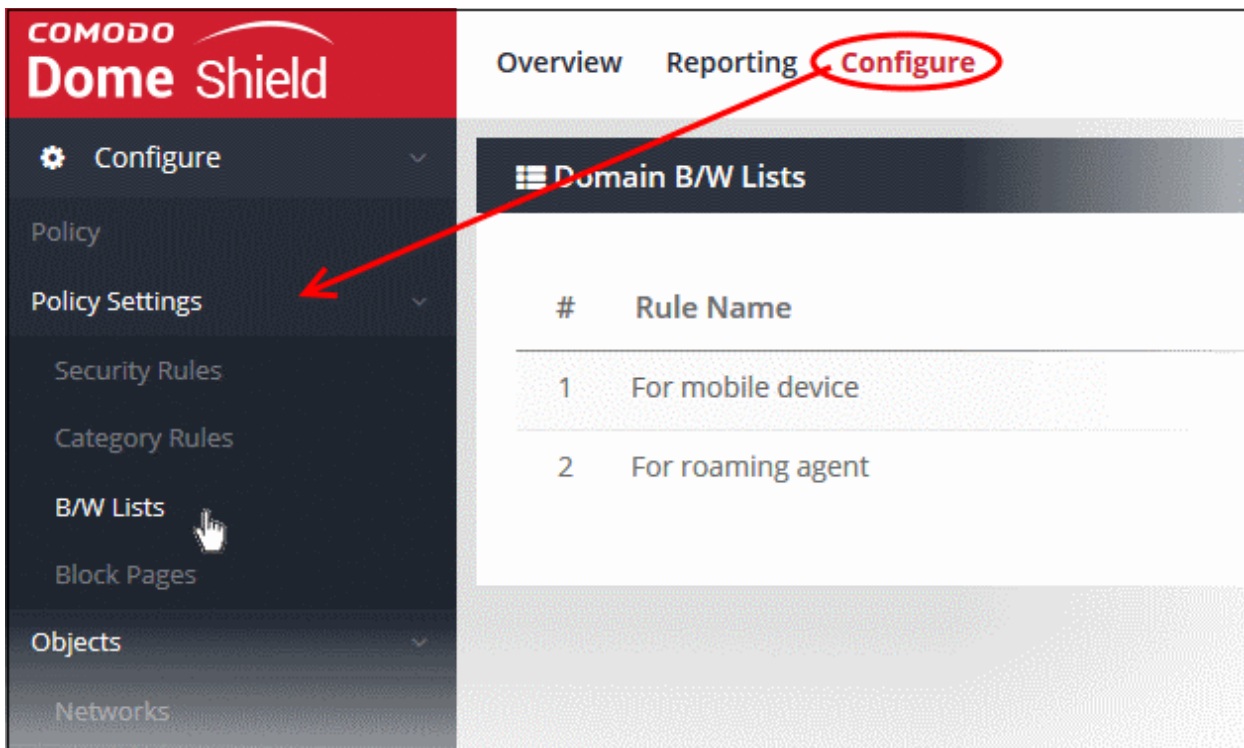 COMODO
Dome Shield
Overview Reporting Configure
Configure
Policy
Policy Settings
Security Rules
Category Rules
B/W Lists
Block Pages
Objects
Networks
Domain B/W Lists
# Rule Name
1 For mobile device
2 For roaming agent